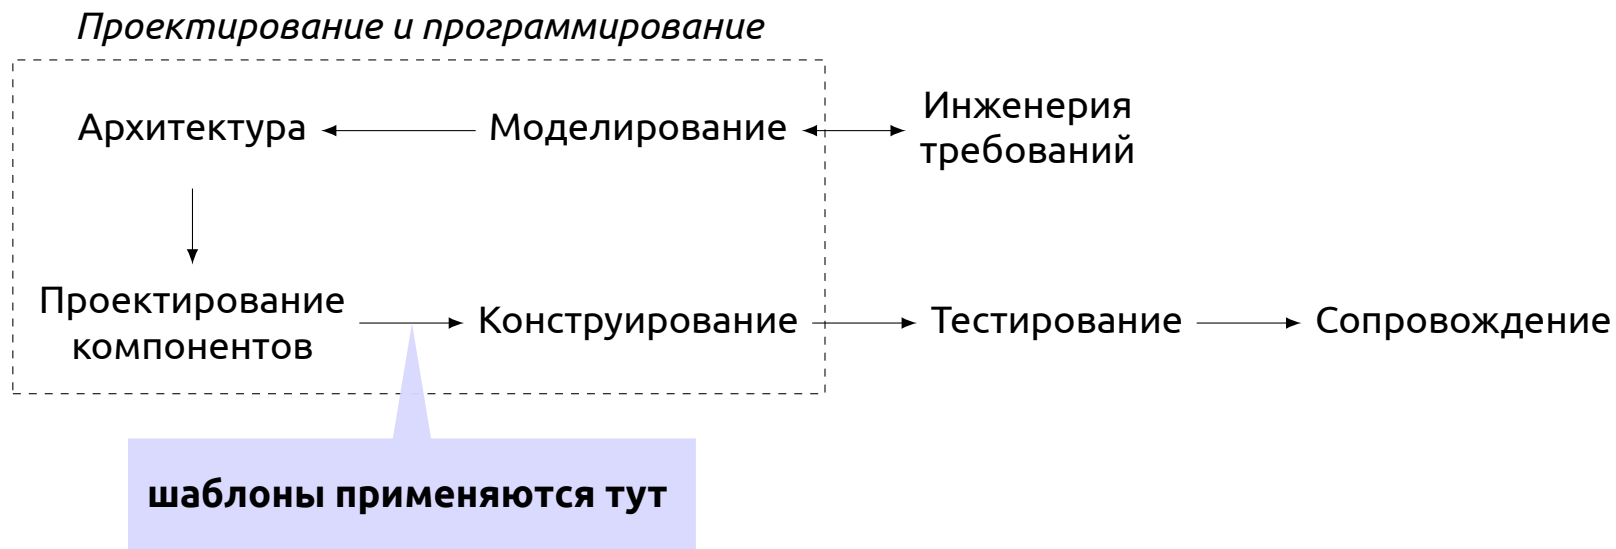 Проектирование и программирование
Архитектура
Моделирование
Инженерия
требований
Проектирование
компонентов
Конструирование
Тестирование
Сопровождение
шаблоны применяются тут